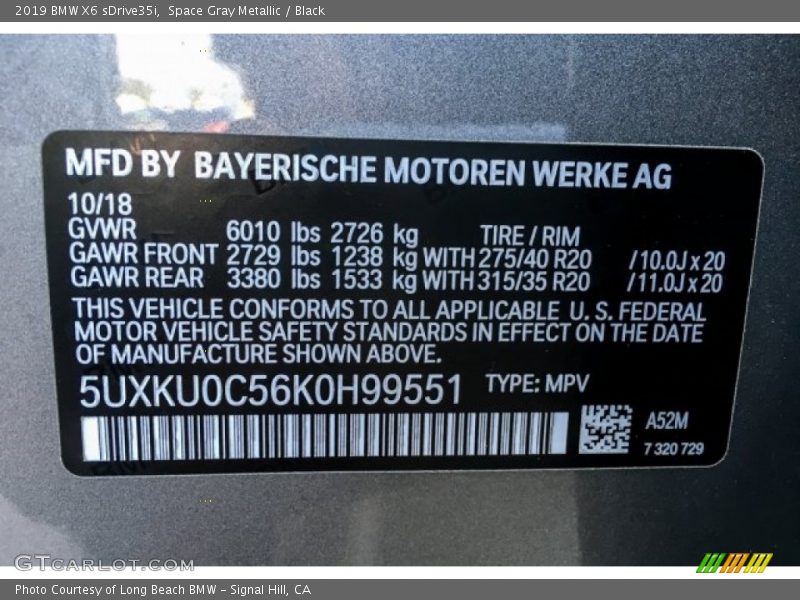 2019 BMW X6 sDrive35i, Space Gray Metallic / Black
MFD BY BAYERISCHE MOTOREN WERKE AG
10/18
GVWR 6010 lbs 2726 kg TIRE / RIM
GAWR FRONT 2729 lbs 1238 kg WITH 275/40 R20 /10.0J x 20
GAWR REAR 3380 lbs 1533 kg WITH 315/35 R20 /11.0J x 20
THIS VEHICLE CONFORMS TO ALL APPLICABLE U. S. FEDERAL
MOTOR VEHICLE SAFETY STANDARDS IN EFFECT ON THE DATE
OF MANUFACTURE SHOWN ABOVE.
5UXKU0C56K0H99551 TYPE: MPV
A52M
7 320 729
GTCARLOT.COM
Photo Courtesy of Long Beach BMW – Signal Hill, CA